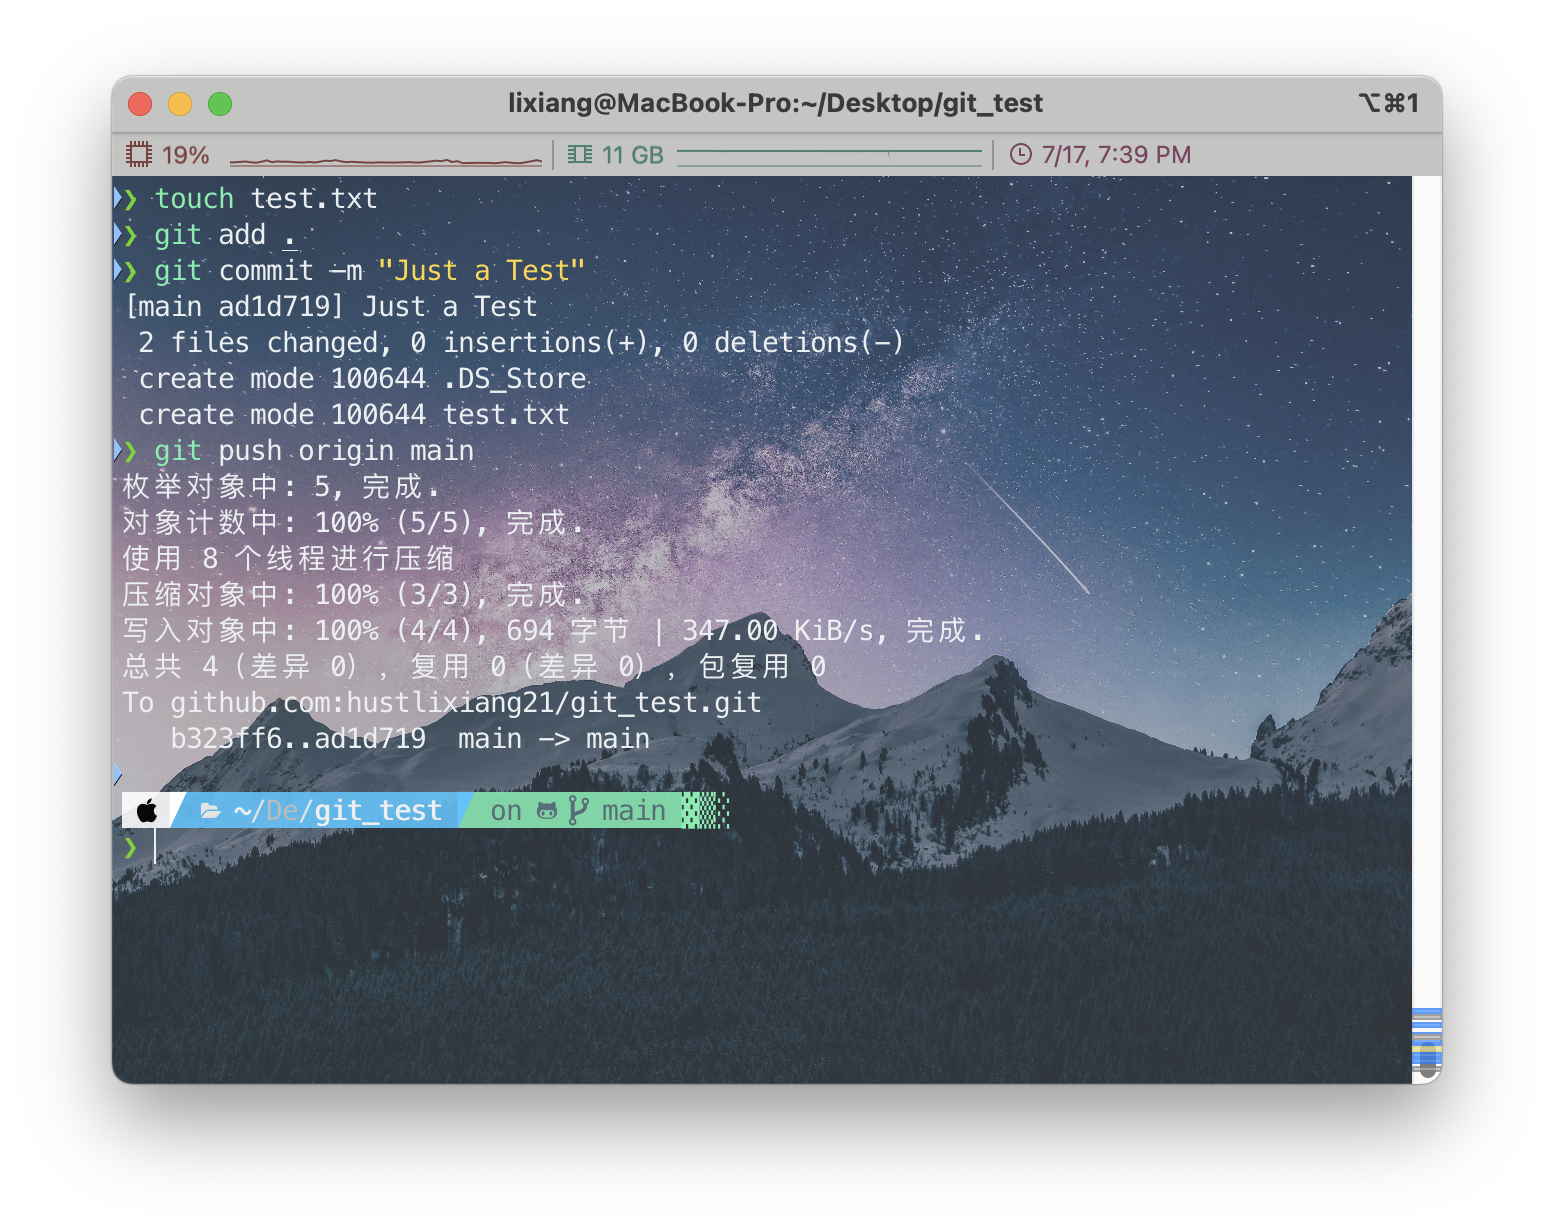 lixiang@MacBook-Pro:~/Desktop/git_test
⌥⌘1
19%
11 GB
7/17, 7:39 PM
❯ touch test.txt
❯ git add .
❯ git commit -m "Just a Test"
[main ad1d719] Just a Test
 2 files changed, 0 insertions(+), 0 deletions(-)
 create mode 100644 .DS_Store
 create mode 100644 test.txt
❯ git push origin main
枚举对象中: 5, 完成.
对象计数中: 100% (5/5), 完成.
使用 8 个线程进行压缩
压缩对象中: 100% (3/3), 完成.
写入对象中: 100% (4/4), 694 字节 | 347.00 KiB/s, 完成.
总共 4（差异 0），复用 0（差异 0），包复用 0
To github.com:hustlixiang21/git_test.git
   b323ff6..ad1d719  main -> main
~/De/git_test on main
❯